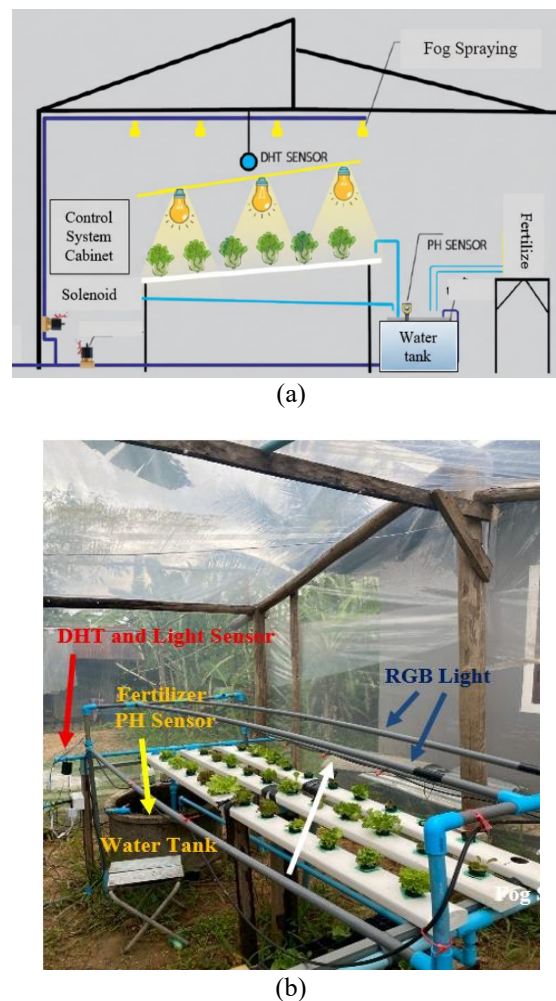 Fog Spraying
DHT SENSOR
Control
System
Cabinet
Fertilize
PH SENSOR
Solenoid
Water
tank
(a)
DHT and Light Sensor
Fertilizer
PH Sensor
RGB Light
Water Tank
Fog S
(b)